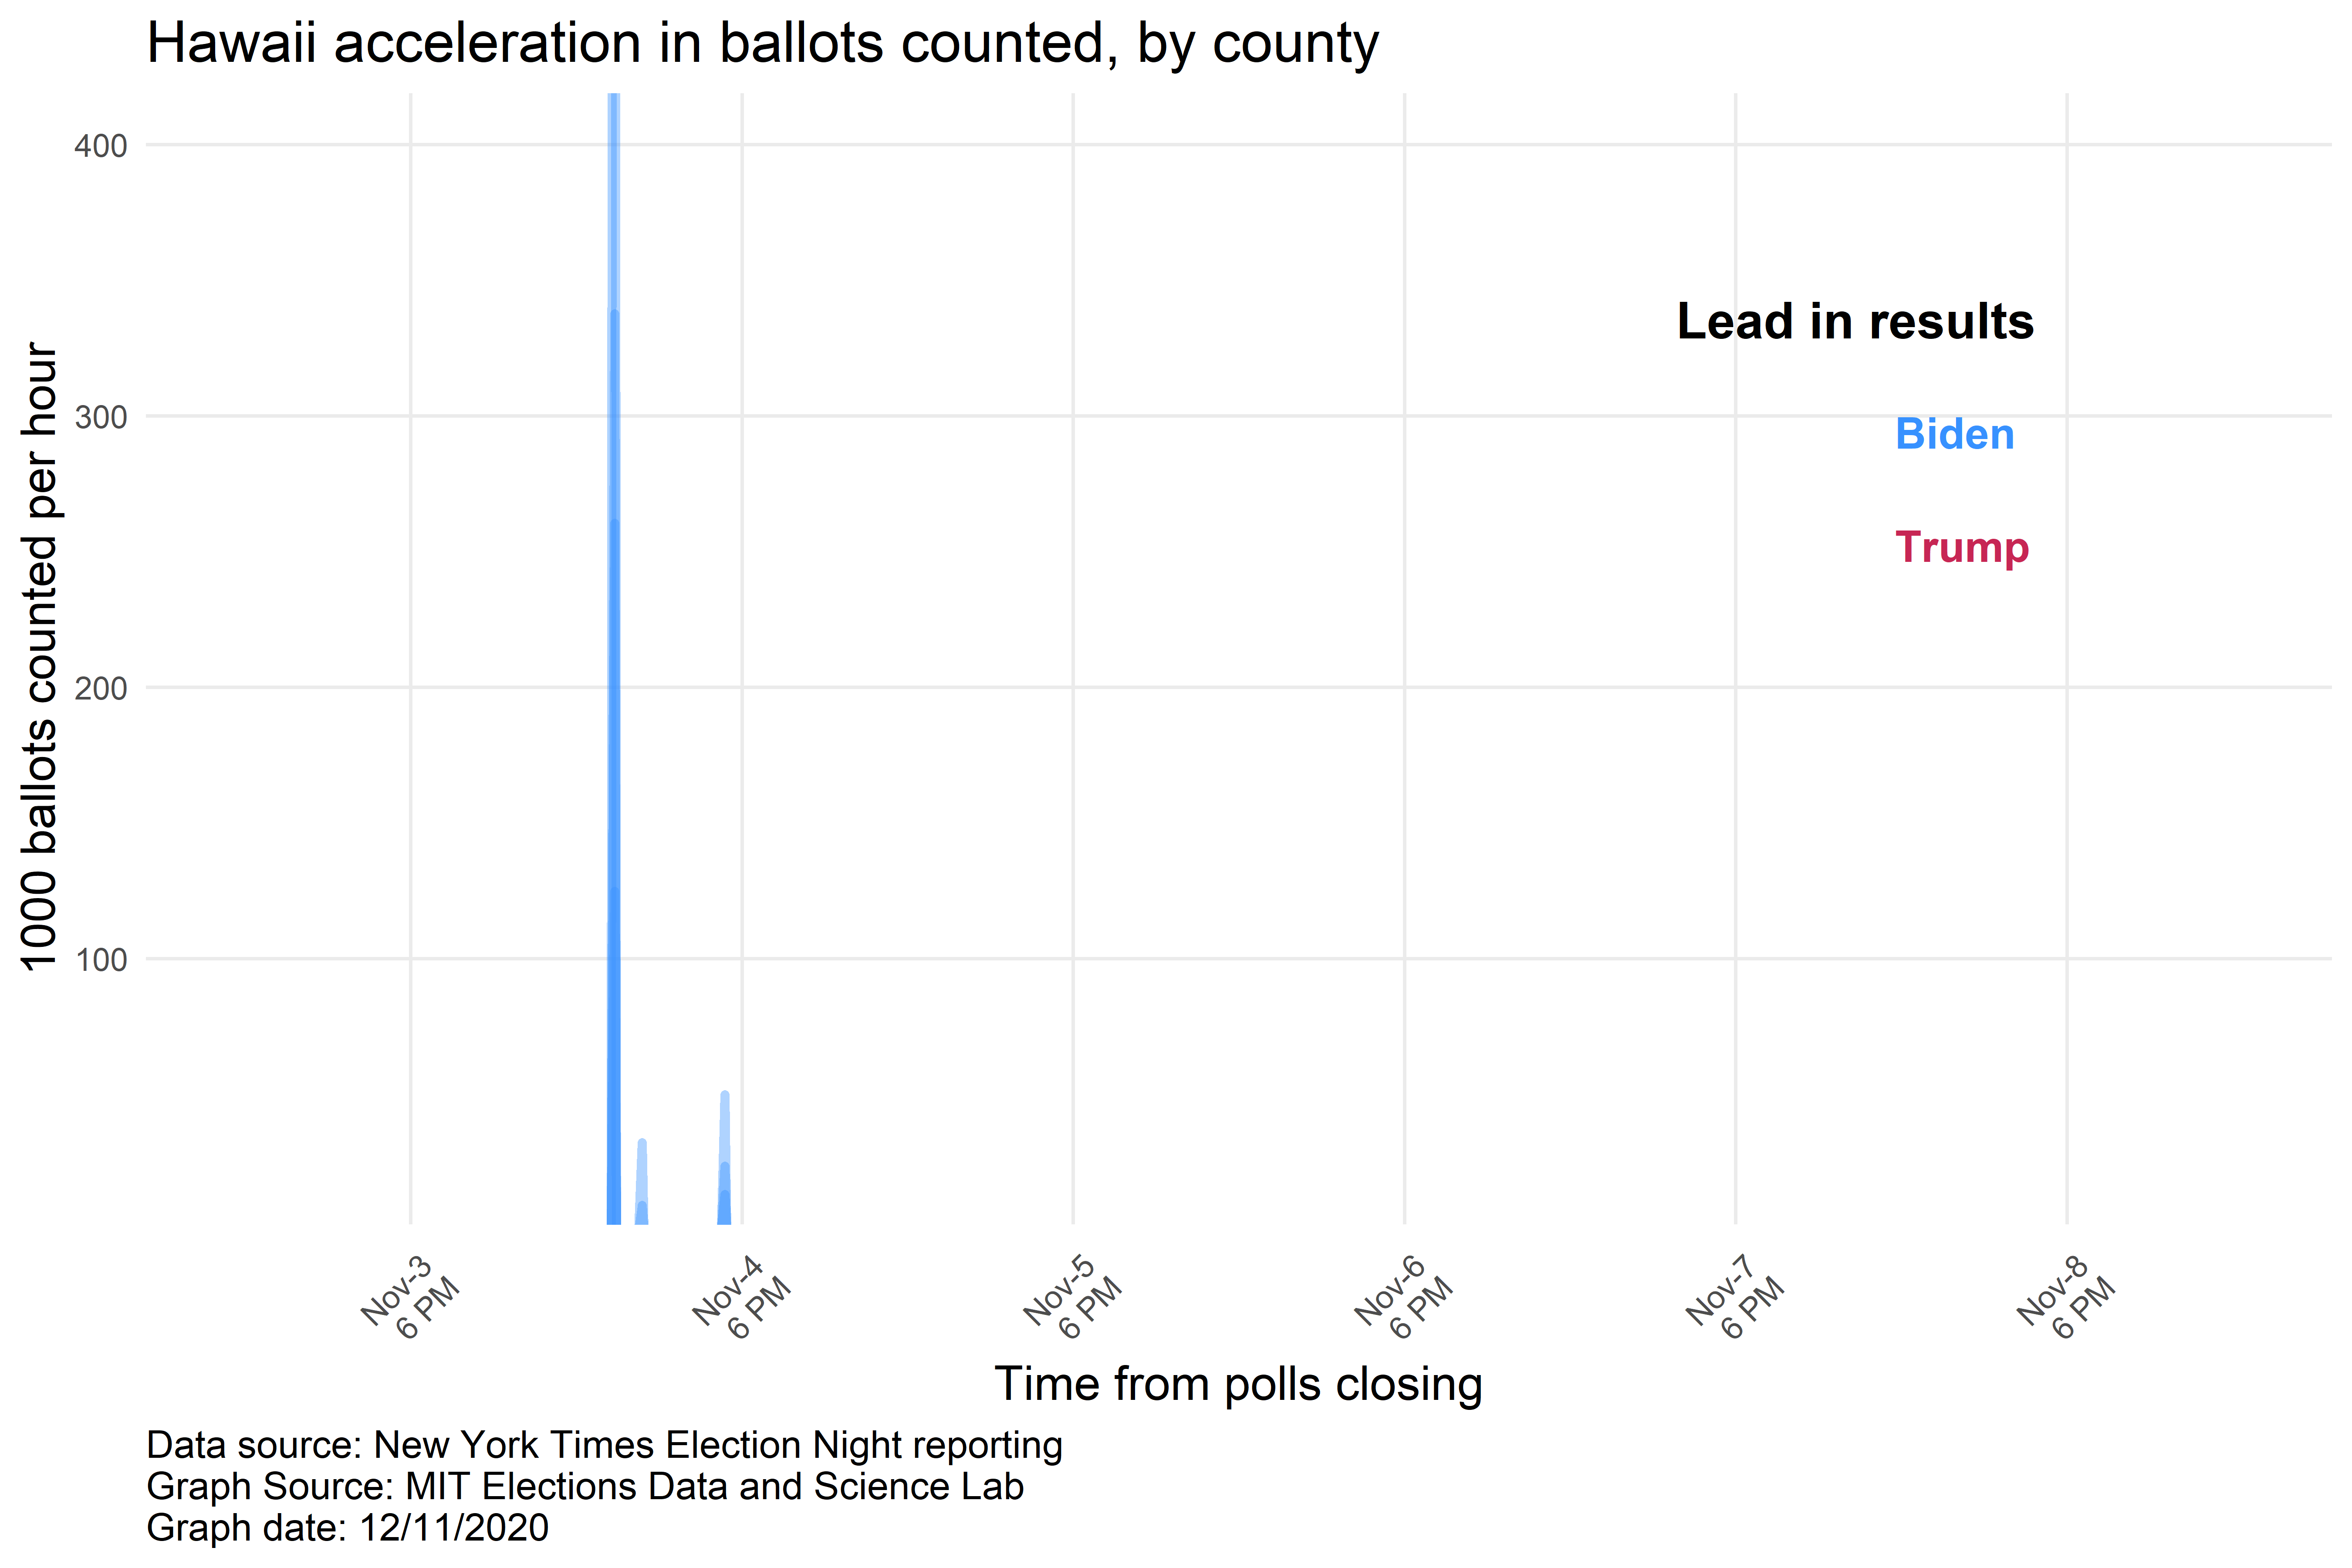 Hawaii acceleration in ballots counted, by county
1000 ballots counted per hour
400
300
200
100
Lead in results
Biden
Trump
Nov-3
6 PM
Nov-4
6 PM
Nov-5
6 PM
Nov-6
6 PM
Nov-7
6 PM
Nov-8
6 PM
Time from polls closing
Data source: New York Times Election Night reporting
Graph Source: MIT Elections Data and Science Lab
Graph date: 12/11/2020